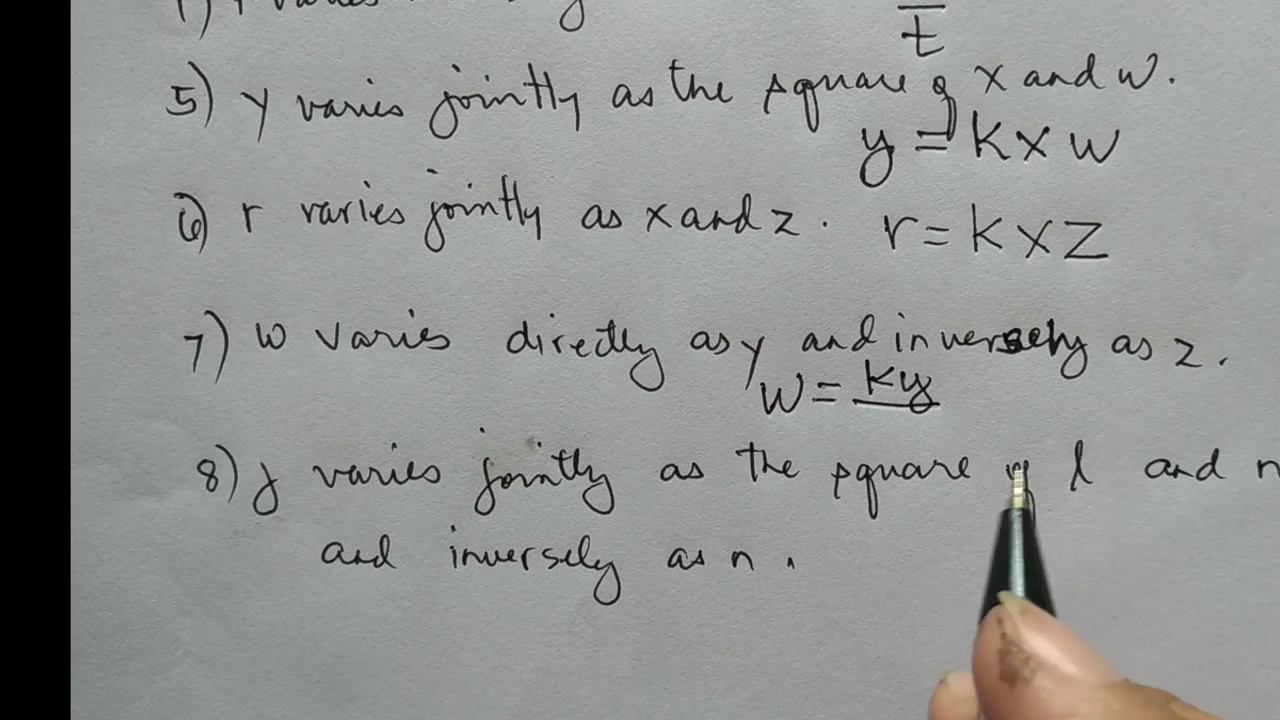 t
5) y varies jointly as the square of x and w.
y = kxw
6) r varies jointly as x and z. r = kxz
7) w varies directly as y and inversely as z.
w = ky
8) j varies jointly as the square of l and n
and inversely as n.